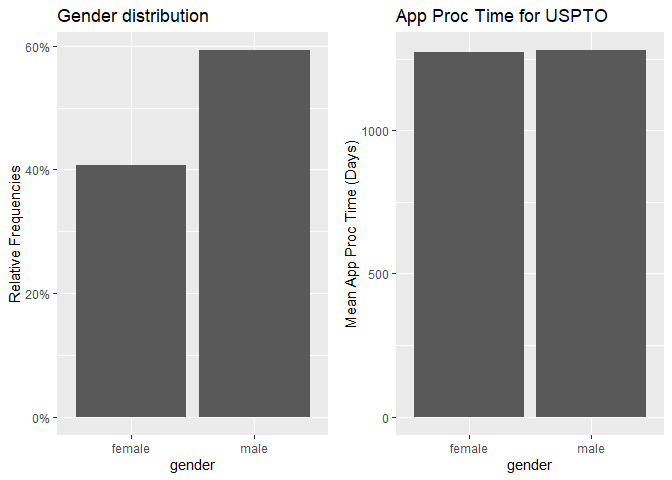 Gender distribution
60%
40%
20%
0%
Relative Frequencies
female male
gender
App Proc Time for USPTO
1000
500
0
Mean App Proc Time (Days)
female male
gender